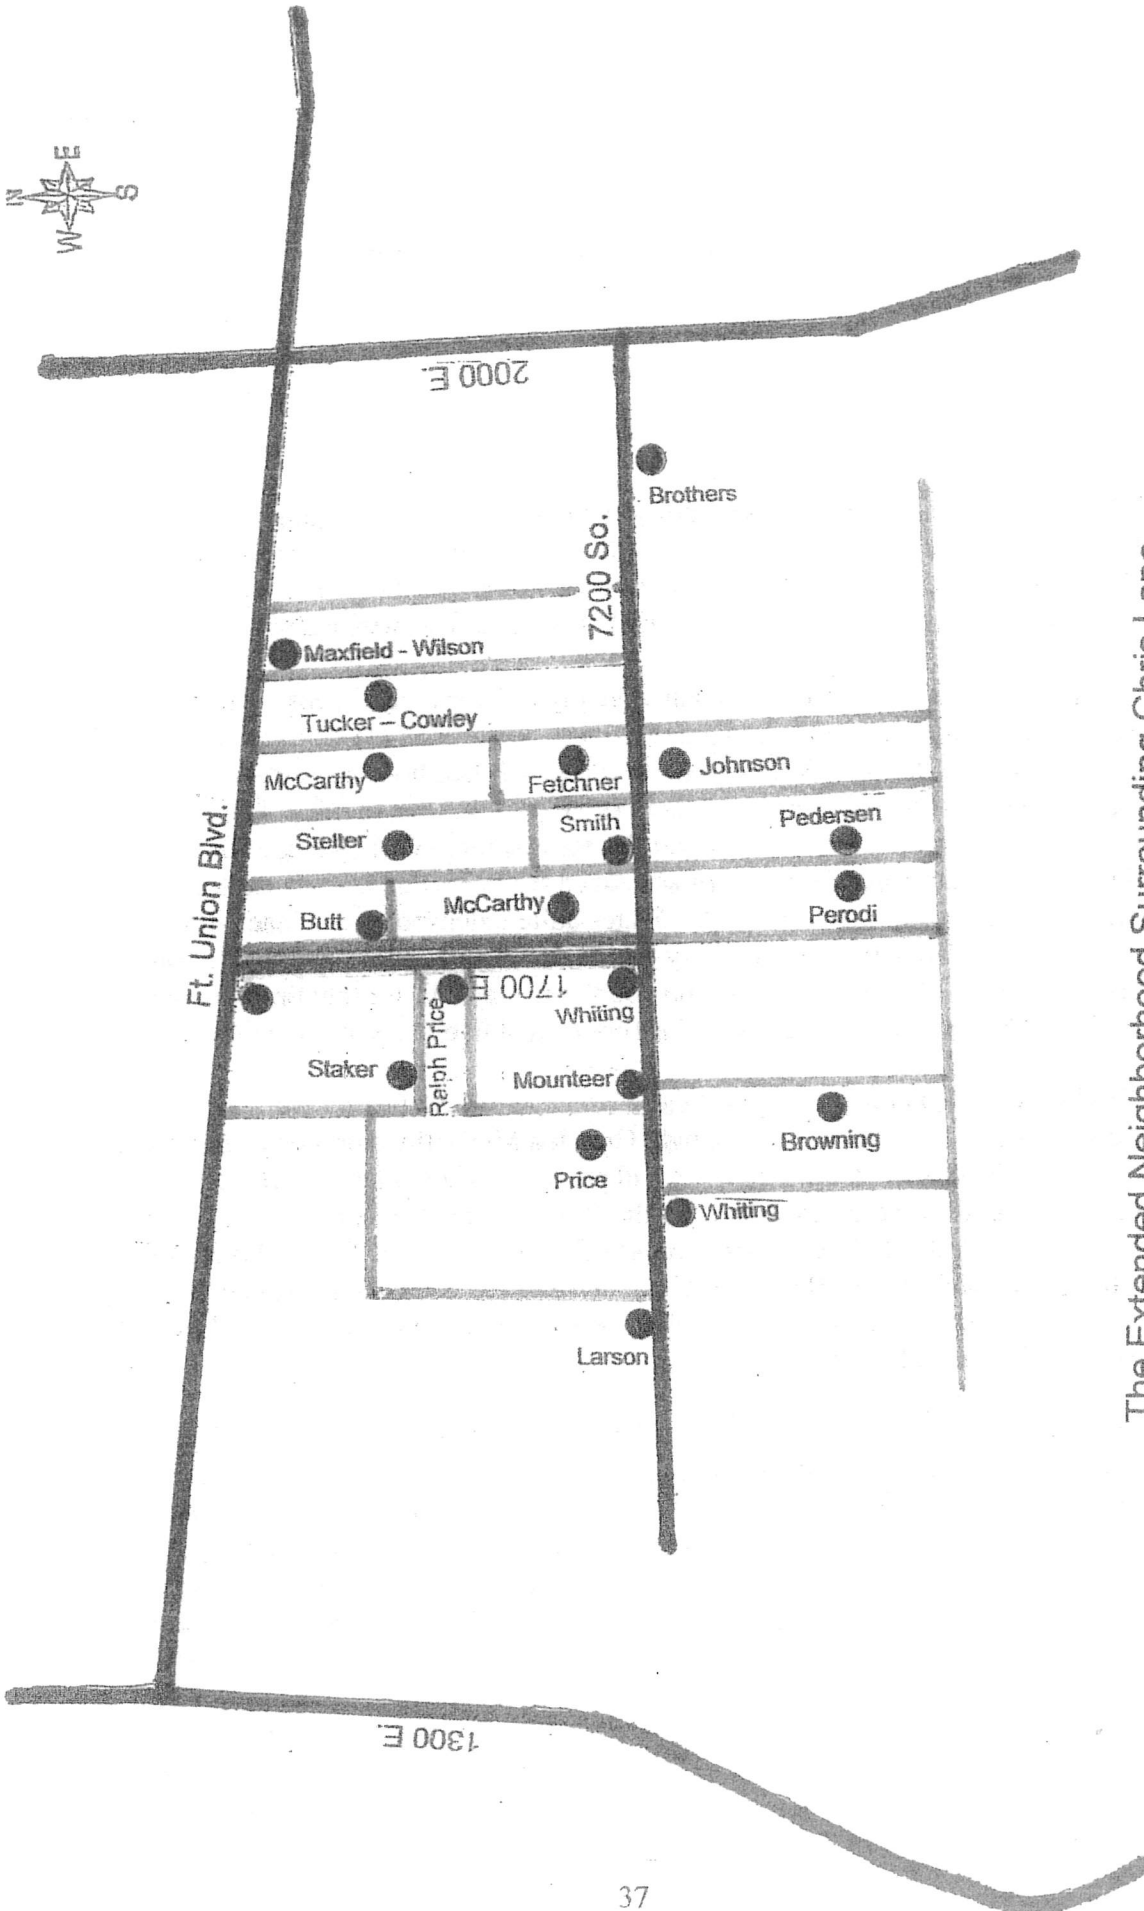 N
W E
S
Ft. Union Blvd.
2000 E.
7200 So.
Brothers
Maxfield - Wilson
Tucker – Cowley
McCarthy
Fetchner
Johnson
Stelter
Smith
Pedersen
Butt
McCarthy
Perodi
1700 E
Ralph Price
Whiting
Staker
Mounteer
Browning
Price
Whiting
Larson
1300 E.
The Extended Neighborhood Surrounding Chris Lane
37